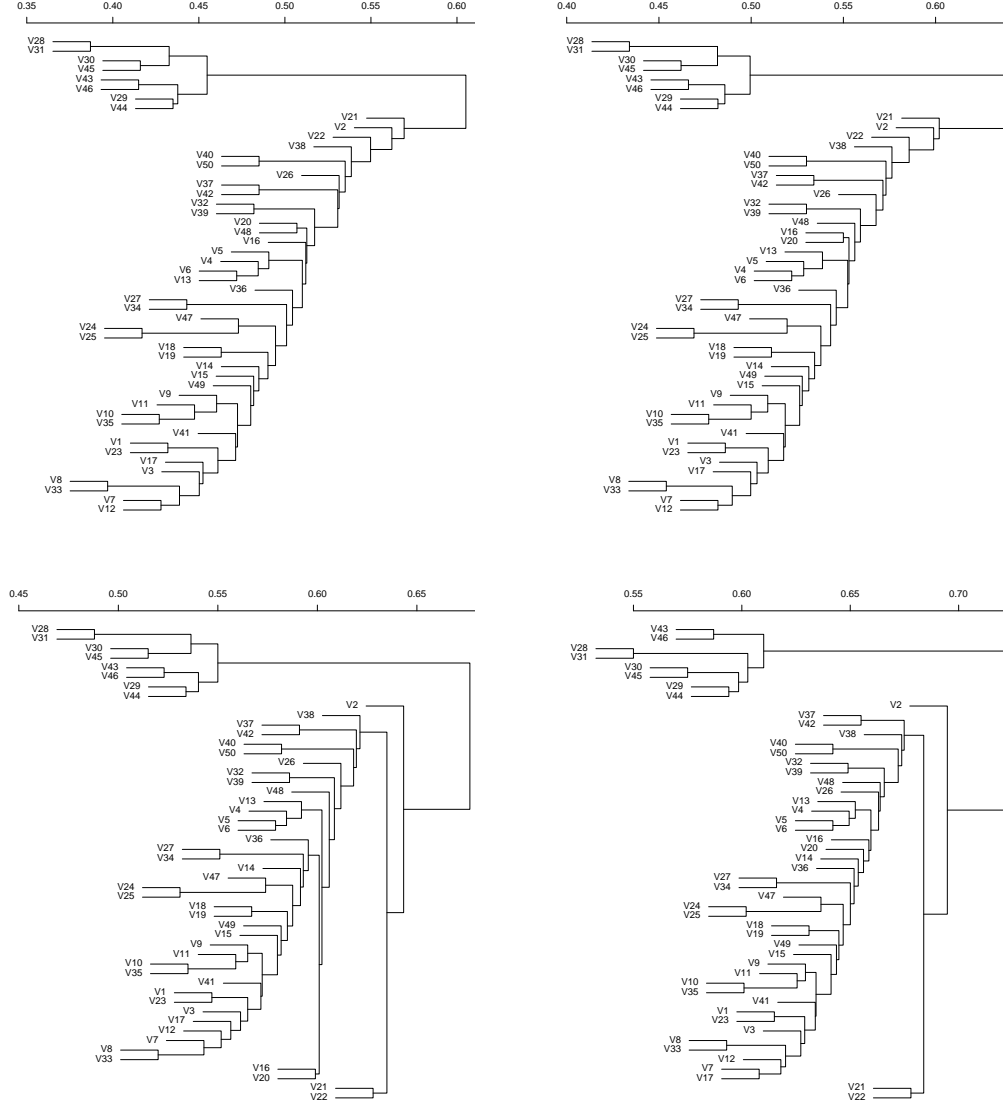 0.35 0.40 0.45 0.50 0.55 0.60
V28
V31
V30
V45
V43
V46
V29
V44
V21
V2
V22
V38
V40
V50
V26
V37
V42
V32
V39
V20
V48
V16
V5
V4
V6
V13
V36
V27
V34
V47
V24
V25
V18
V19
V14
V15
V49
V9
V11
V10
V35
V41
V1
V23
V17
V3
V8
V33
V7
V12
0.40 0.45 0.50 0.55 0.60
V28
V31
V30
V45
V43
V46
V29
V44
V21
V2
V22
V38
V40
V50
V37
V42
V26
V32
V39
V48
V16
V20
V13
V5
V4
V6
V36
V27
V34
V47
V24
V25
V18
V19
V14
V49
V15
V9
V11
V10
V35
V41
V1
V23
V3
V17
V8
V33
V7
V12
0.45 0.50 0.55 0.60 0.65
V28
V31
V30
V45
V43
V46
V29
V44
V2
V38
V37
V42
V40
V50
V26
V32
V39
V48
V13
V4
V5
V6
V36
V27
V34
V14
V47
V24
V25
V18
V19
V49
V15
V9
V11
V10
V35
V41
V1
V23
V3
V17
V12
V7
V8
V33
V16
V20
V21
V22
0.55 0.60 0.65 0.70
V43
V46
V28
V31
V30
V45
V29
V44
V2
V37
V42
V38
V40
V50
V32
V39
V48
V26
V13
V4
V5
V6
V16
V20
V14
V36
V27
V34
V47
V24
V25
V18
V19
V49
V15
V9
V11
V10
V35
V41
V1
V23
V3
V8
V33
V12
V7
V17
V21
V22